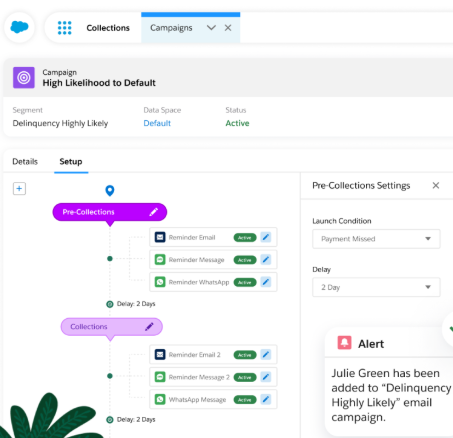 Collections
Campaigns
Campaign
High Likelihood to Default
Segment
Data Space
Status
Delinquency Highly Likely
Default
Active
Details
Setup
Pre-Collections
Reminder Email
Active
Reminder Message
Active
Reminder WhatsApp
Active
Delay: 2 Days
Collections
Reminder Email 2
Active
Reminder Message 2
Active
WhatsApp Message
Active
Delay: 2 Days
Pre-Collections Settings
Launch Condition
Payment Missed
Delay
2 Day
Alert
Julie Green has been
added to “Delinquency
Highly Likely” email
campaign.